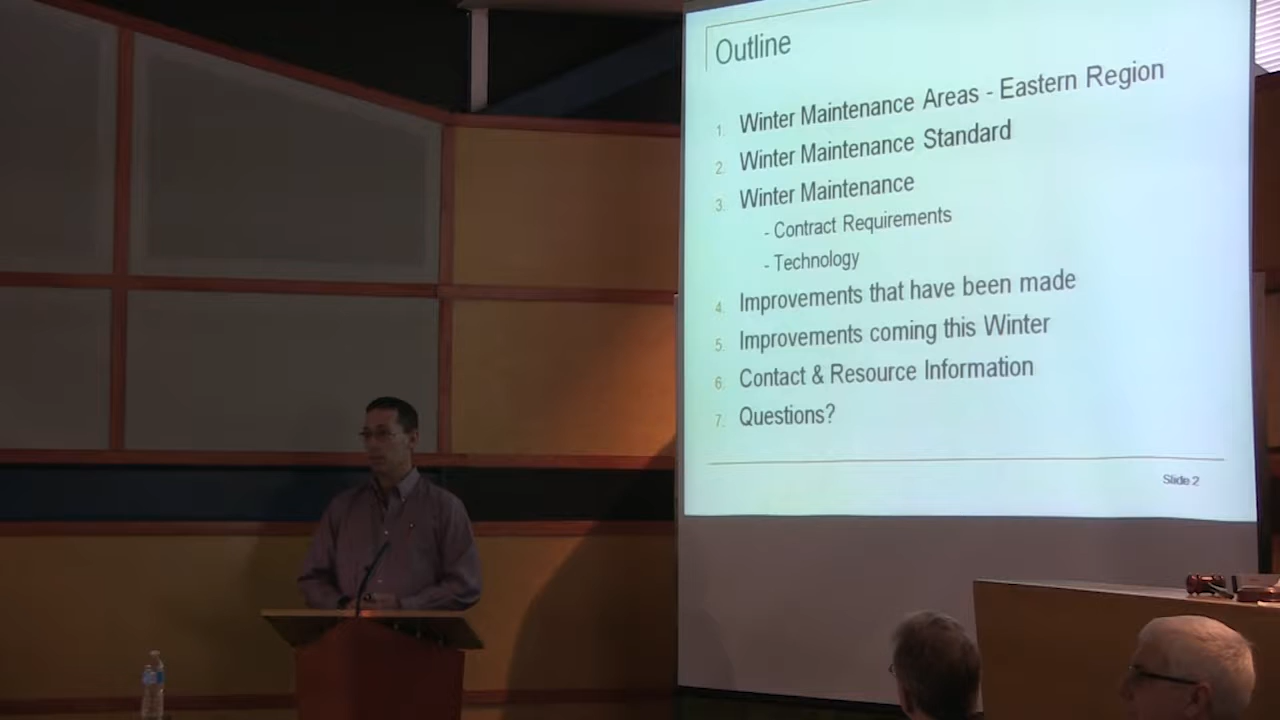 Outline
1. Winter Maintenance Areas - Eastern Region
2. Winter Maintenance Standard
3. Winter Maintenance
- Contract Requirements
- Technology
4. Improvements that have been made
5. Improvements coming this Winter
6. Contact & Resource Information
7. Questions?
Slide 2